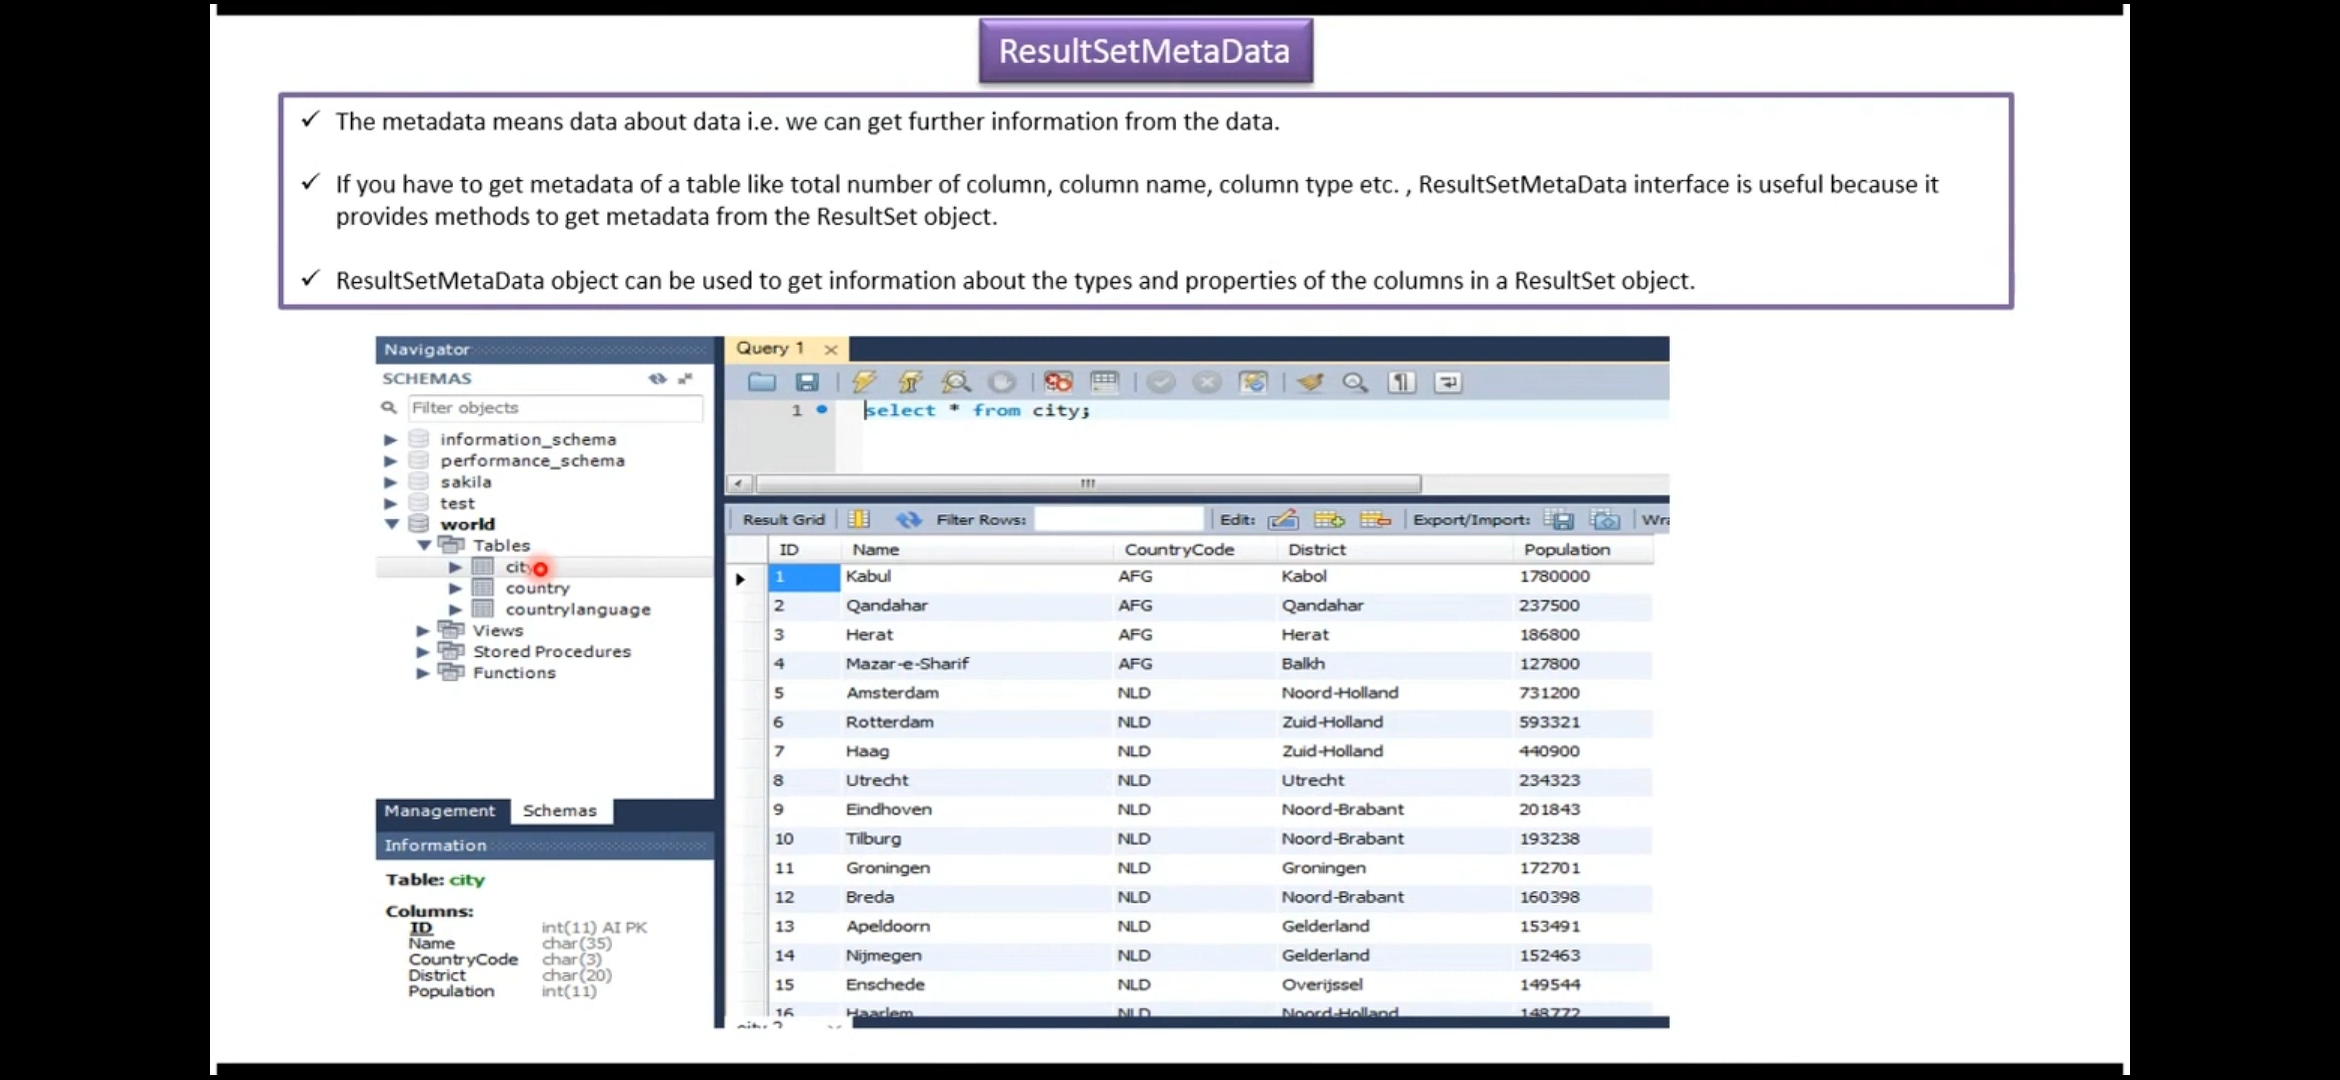 ResultSetMetaData
✓ The metadata means data about data i.e. we can get further information from the data.
✓ If you have to get metadata of a table like total number of column, column name, column type etc. , ResultSetMetaData interface is useful because it
provides methods to get metadata from the ResultSet object.
✓ ResultSetMetaData object can be used to get information about the types and properties of the columns in a ResultSet object.
Navigator
SCHEMAS
Filter objects
information_schema
performance_schema
sakila
test
world
Tables
city
country
countrylanguage
Views
Stored Procedures
Functions
Management Schemas
Information
Table: city
Columns:
ID int(11) AI PK
Name char(35)
CountryCode char(3)
District char(20)
Population int(11)
Query 1
1 select * from city;
Result Grid Filter Rows: Edit: Export/Import: Wra
ID Name CountryCode District Population
1 Kabul AFG Kabol 1780000
2 Qandahar AFG Qandahar 237500
3 Herat AFG Herat 186800
4 Mazar-e-Sharif AFG Balkh 127800
5 Amsterdam NLD Noord-Holland 731200
6 Rotterdam NLD Zuid-Holland 593321
7 Haag NLD Zuid-Holland 440900
8 Utrecht NLD Utrecht 234323
9 Eindhoven NLD Noord-Brabant 201843
10 Tilburg NLD Noord-Brabant 193238
11 Groningen NLD Groningen 172701
12 Breda NLD Noord-Brabant 160398
13 Apeldoorn NLD Gelderland 153491
14 Nijmegen NLD Gelderland 152463
15 Enschede NLD Overijssel 149544
16 Haarlem NLD Noord-Holland 148772